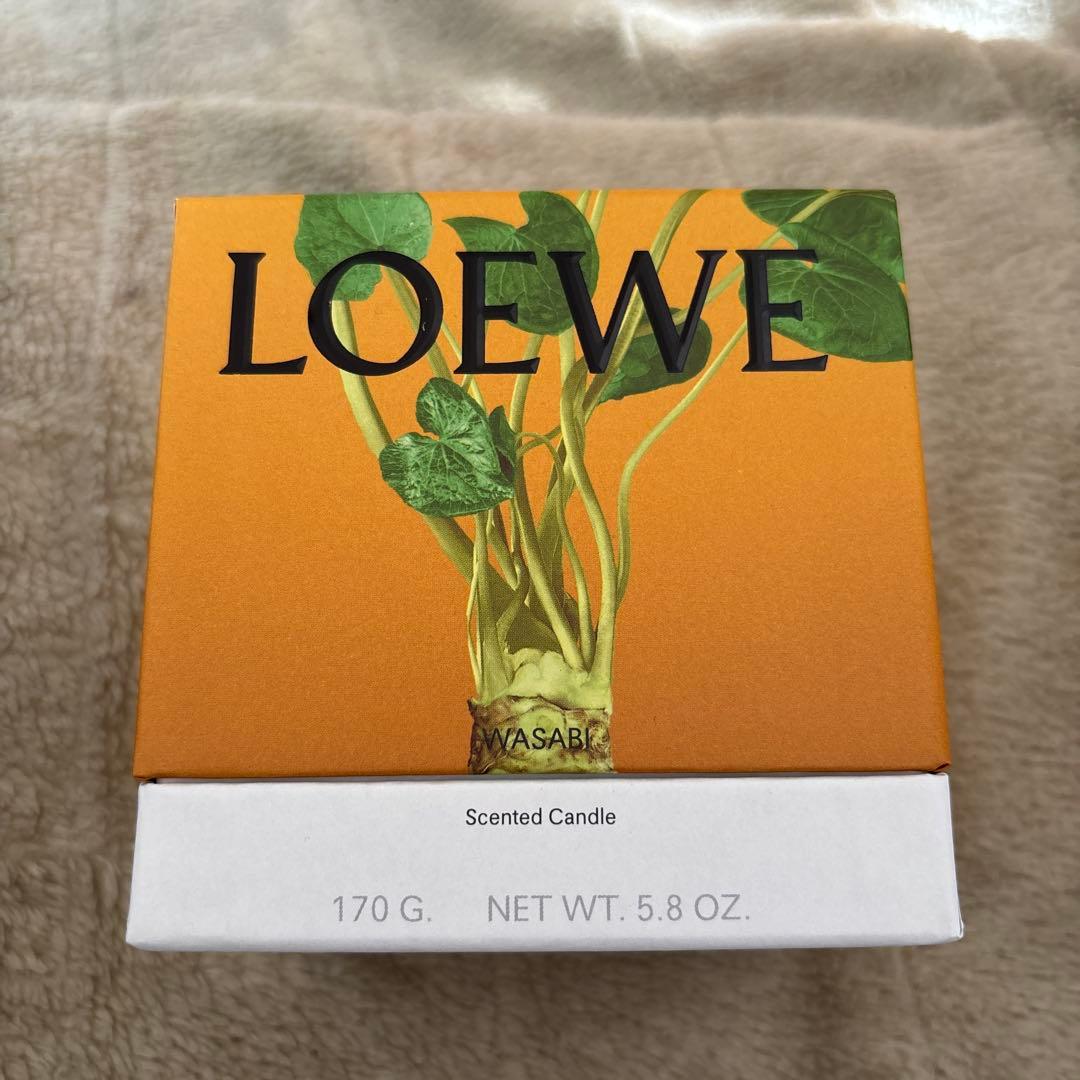 LOEWE
WASABI
Scented Candle
170 G. NET WT. 5.8 OZ.